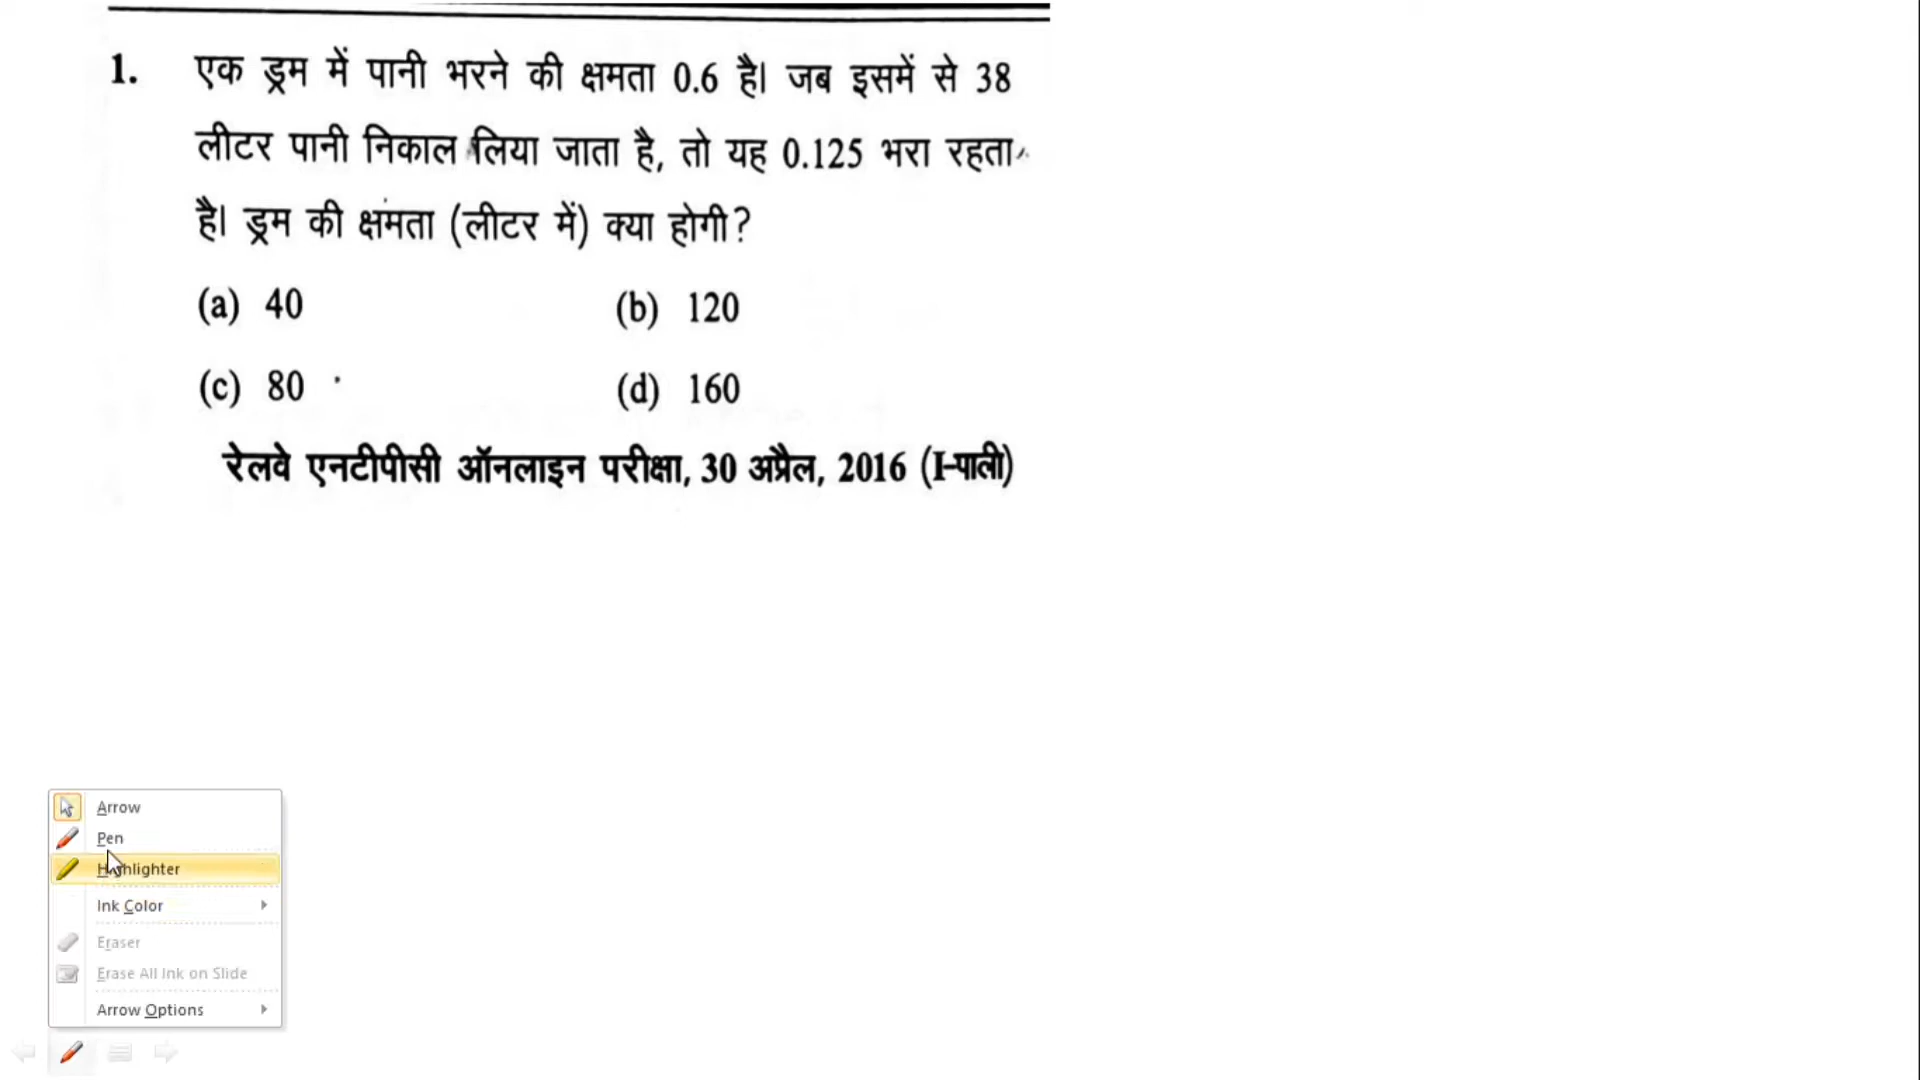 1. एक ड्रम में पानी भरने की क्षमता 0.6 है। जब इसमें से 38
लीटर पानी निकाल लिया जाता है, तो यह 0.125 भरा रहता
है। ड्रम की क्षमता (लीटर में) क्या होगी?
(a) 40 (b) 120
(c) 80 (d) 160
रेलवे एनटीपीसी ऑनलाइन परीक्षा, 30 अप्रैल, 2016 (I-पाली)
Arrow
Pen
Highlighter
Ink Color
Eraser
Erase All Ink on Slide
Arrow Options